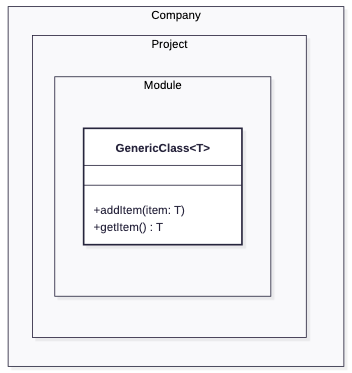 Company
Project
Module
GenericClass<T>
+addItem(item: T)
+getItem() : T